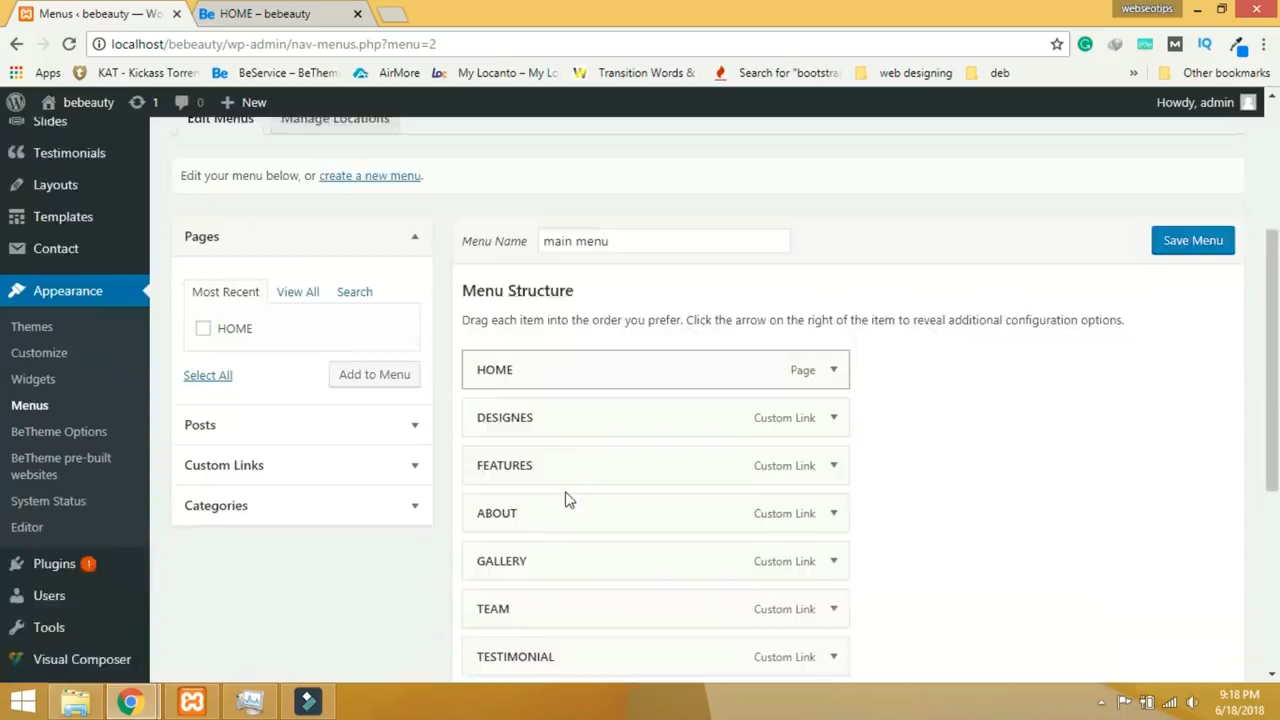 webseotips
Menus ‹ bebeauty — Wo
Be HOME – bebeauty
localhost/bebeauty/wp-admin/nav-menus.php?menu=2
Apps KAT - Kickass Torren Be BeService – BeThem AirMore Loc My Locanto – My Lo W Transition Words & Search for "bootstra web designing deb » Other bookmarks
bebeauty 1 0 + New Howdy, admin
Slides
Testimonials
Layouts
Templates
Contact
Appearance
Themes
Customize
Widgets
Menus
BeTheme Options
BeTheme pre-built
websites
System Status
Editor
Plugins 1
Users
Tools
Visual Composer
Edit Menus Manage Locations
Edit your menu below, or create a new menu.
Pages
Most Recent View All Search
HOME
Select All Add to Menu
Posts
Custom Links
Categories
Menu Name main menu Save Menu
Menu Structure
Drag each item into the order you prefer. Click the arrow on the right of the item to reveal additional configuration options.
HOME Page
DESIGNES Custom Link
FEATURES Custom Link
ABOUT Custom Link
GALLERY Custom Link
TEAM Custom Link
TESTIMONIAL Custom Link
9:18 PM
6/18/2018